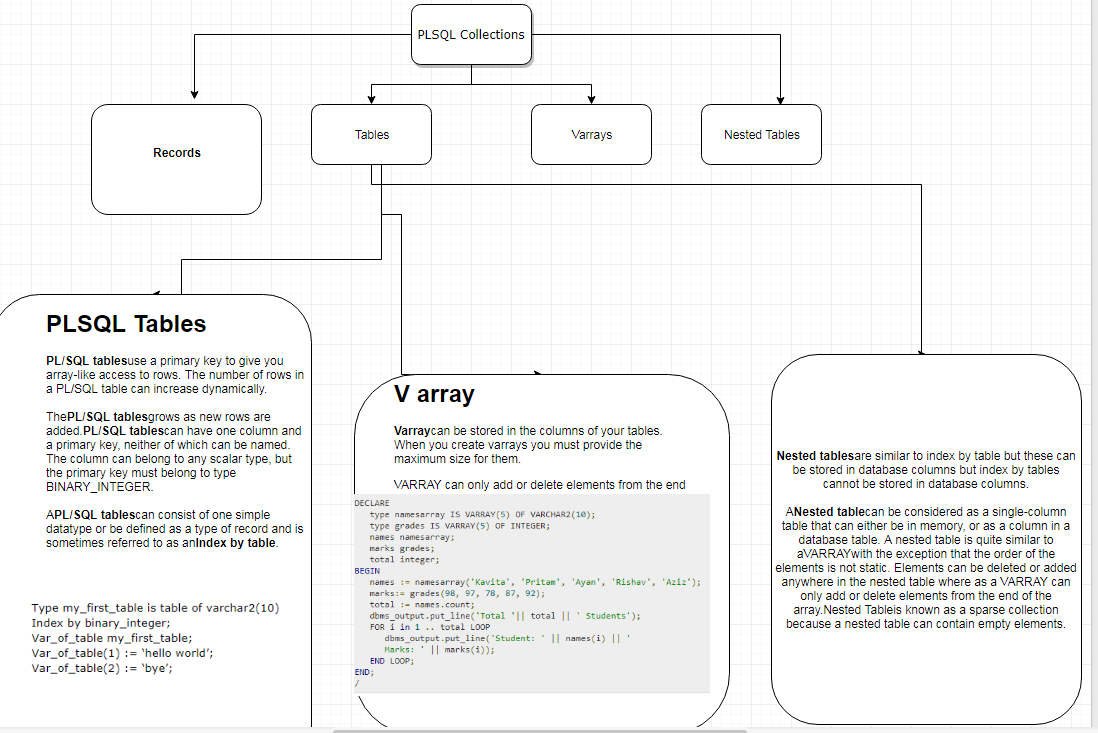 PLSQL Collections
Records
Tables
Varrays
Nested Tables
PLSQL Tables
PL/SQL tablesuse a primary key to give you
array-like access to rows. The number of rows in
a PL/SQL table can increase dynamically.
ThePL/SQL tablesgrows as new rows are
added.PL/SQL tablescan have one column and
a primary key, neither of which can be named.
The column can belong to any scalar type, but
the primary key must belong to type
BINARY_INTEGER.
APL/SQL tablescan consist of one simple
datatype or be defined as a type of record and is
sometimes referred to as anIndex by table.
Type my_first_table is table of varchar2(10)
Index by binary_integer;
Var_of_table my_first_table;
Var_of_table(1) := ‘hello world’;
Var_of_table(2) := ‘bye’;
V array
Varraycan be stored in the columns of your tables.
When you create varrays you must provide the
maximum size for them.
VARRAY can only add or delete elements from the end
DECLARE
type namesarray IS VARRAY(5) OF VARCHAR2(10);
type grades IS VARRAY(5) OF INTEGER;
names namesarray;
marks grades;
total integer;
BEGIN
names := namesarray('Kavita', 'Pritam', 'Ayan', 'Rishav', 'Aziz');
marks:= grades(98, 97, 78, 87, 92);
total := names.count;
dbms_output.put_line('Total '|| total || ' Students');
FOR i in 1 .. total LOOP
dbms_output.put_line('Student: ' || names(i) || '
Marks: ' || marks(i));
END LOOP;
END;
/
Nested tablesare similar to index by table but these can
be stored in database columns but index by tables
cannot be stored in database columns.
ANested tablecan be considered as a single-column
table that can either be in memory, or as a column in a
database table. A nested table is quite similar to
aVARRAYwith the exception that the order of the
elements is not static. Elements can be deleted or added
anywhere in the nested table where as a VARRAY can
only add or delete elements from the end of the
array.Nested Tableis known as a sparse collection
because a nested table can contain empty elements.